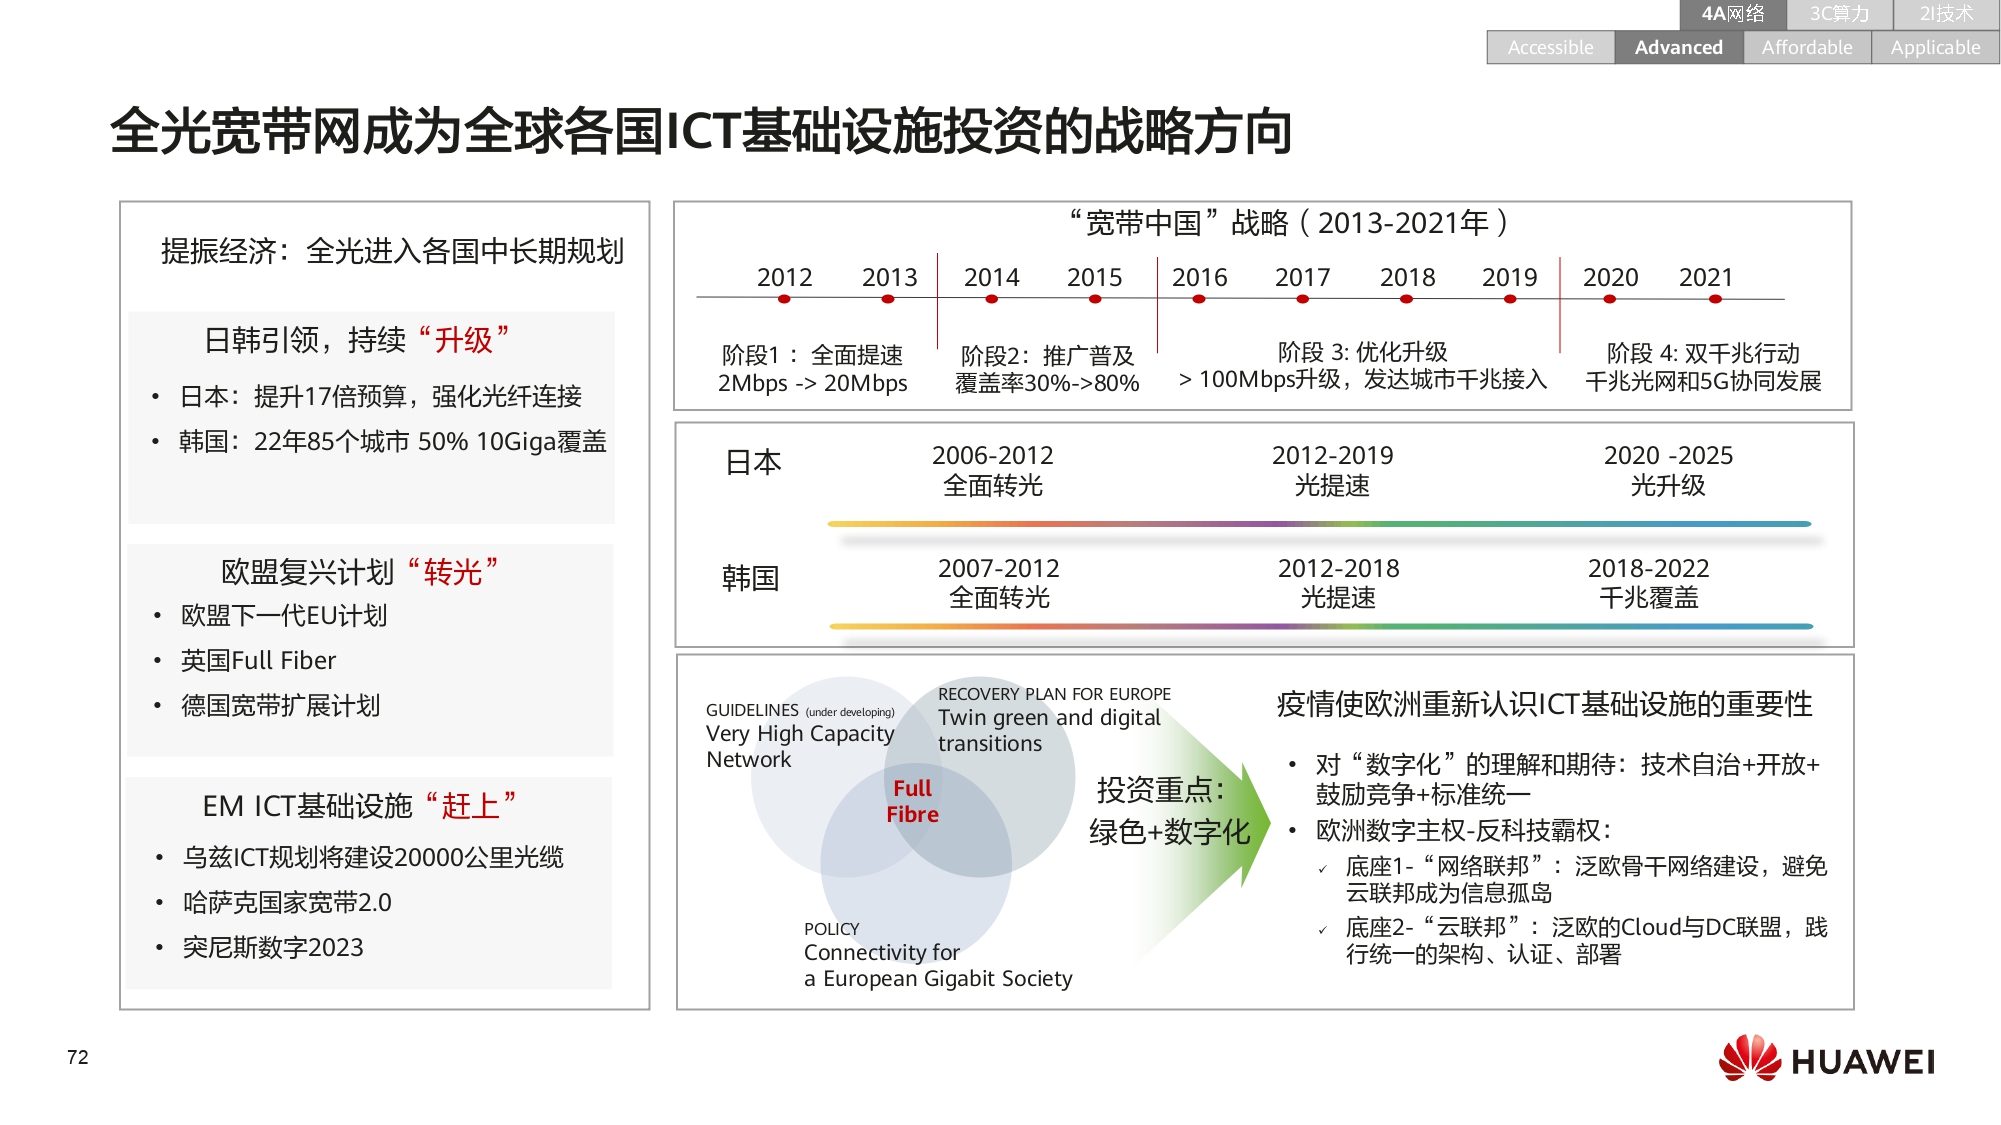 4A网络 3C算力 2I技术
Accessible Advanced Affordable Applicable
全光宽带网成为全球各国ICT基础设施投资的战略方向
提振经济：全光进入各国中长期规划
日韩引领，持续“升级”
• 日本：提升17倍预算，强化光纤连接
• 韩国：22年85个城市 50% 10Giga覆盖
欧盟复兴计划“转光”
• 欧盟下一代EU计划
• 英国Full Fiber
• 德国宽带扩展计划
EM ICT基础设施“赶上”
• 乌兹ICT规划将建设20000公里光缆
• 哈萨克国家宽带2.0
• 突尼斯数字2023
“宽带中国”战略（2013-2021年）
2012 2013 2014 2015 2016 2017 2018 2019 2020 2021
阶段1： 全面提速
2Mbps -> 20Mbps
阶段2：推广普及
覆盖率30%->80%
阶段 3: 优化升级
> 100Mbps升级，发达城市千兆接入
阶段 4: 双千兆行动
千兆光网和5G协同发展
日本
2006-2012
全面转光
2012-2019
光提速
2020 -2025
光升级
韩国
2007-2012
全面转光
2012-2018
光提速
2018-2022
千兆覆盖
GUIDELINES (under developing)
Very High Capacity
Network
RECOVERY PLAN FOR EUROPE
Twin green and digital
transitions
Full
Fibre
POLICY
Connectivity for
a European Gigabit Society
投资重点：
绿色+数字化
疫情使欧洲重新认识ICT基础设施的重要性
• 对“数字化”的理解和期待：技术自治+开放+
鼓励竞争+标准统一
• 欧洲数字主权-反科技霸权：
✓ 底座1-“网络联邦”：泛欧骨干网络建设，避免
云联邦成为信息孤岛
✓ 底座2-“云联邦”：泛欧的Cloud与DC联盟，践
行统一的架构、认证、部署
72
HUAWEI